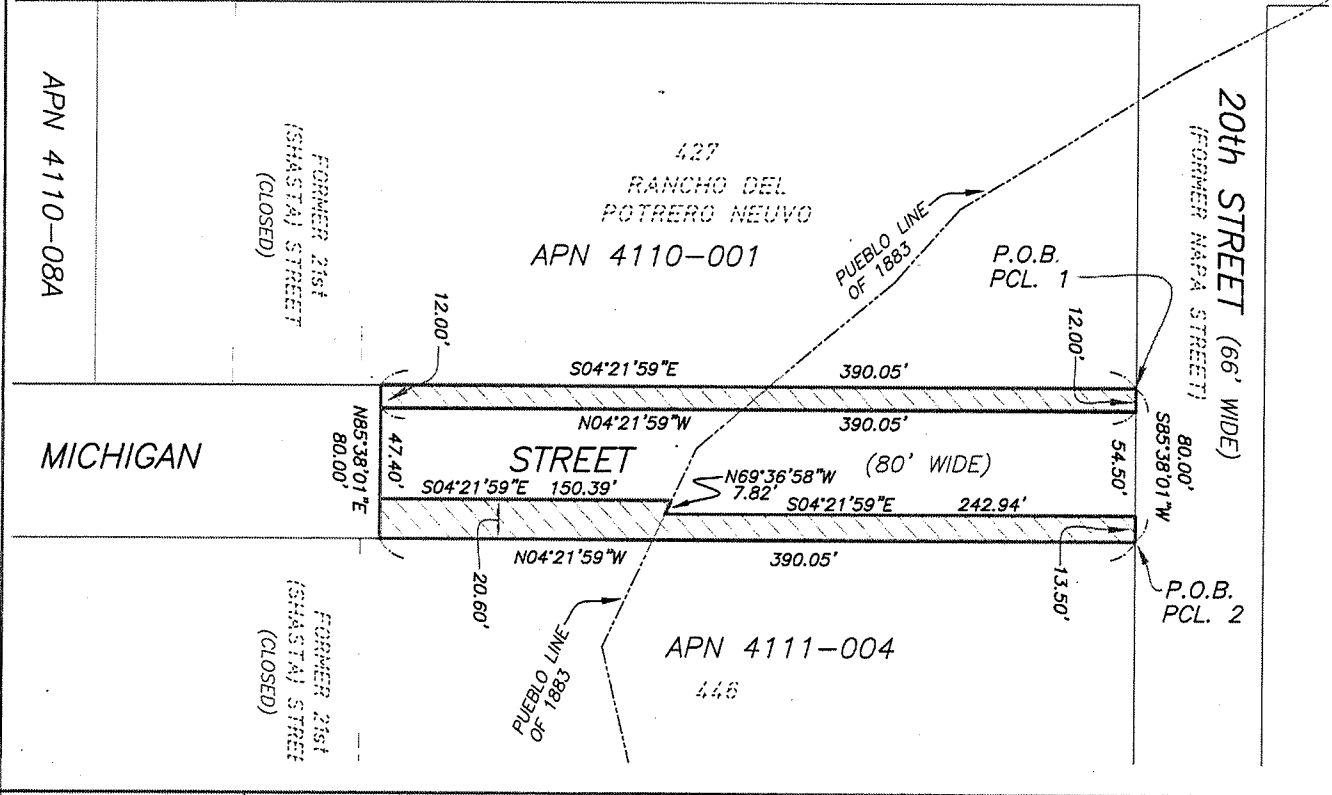 APN 4110-08A
FORMER 21st
(SHASTA) STREET
(CLOSED)
427
RANCHO DEL
POTRERO NEUVO
APN 4110-001
PUEBLO LINE
OF 1883
P.O.B.
PCL. 1
20th STREET (66' WIDE)
(FORMER NAPA STREET)
12.00'
12.00'
S04°21'59"E 390.05'
N04°21'59"W 390.05'
80.00'
S85°38'01"W
54.50'
N85°38'01"E
80.00'
47.40'
MICHIGAN
STREET (80' WIDE)
S04°21'59"E 150.39'
N69°36'58"W
7.82'
S04°21'59"E 242.94'
N04°21'59"W 390.05'
20.60'
13.50'
P.O.B.
PCL. 2
FORMER 21st
(SHASTA) STREE
(CLOSED)
PUEBLO LINE
OF 1883
APN 4111-004
446